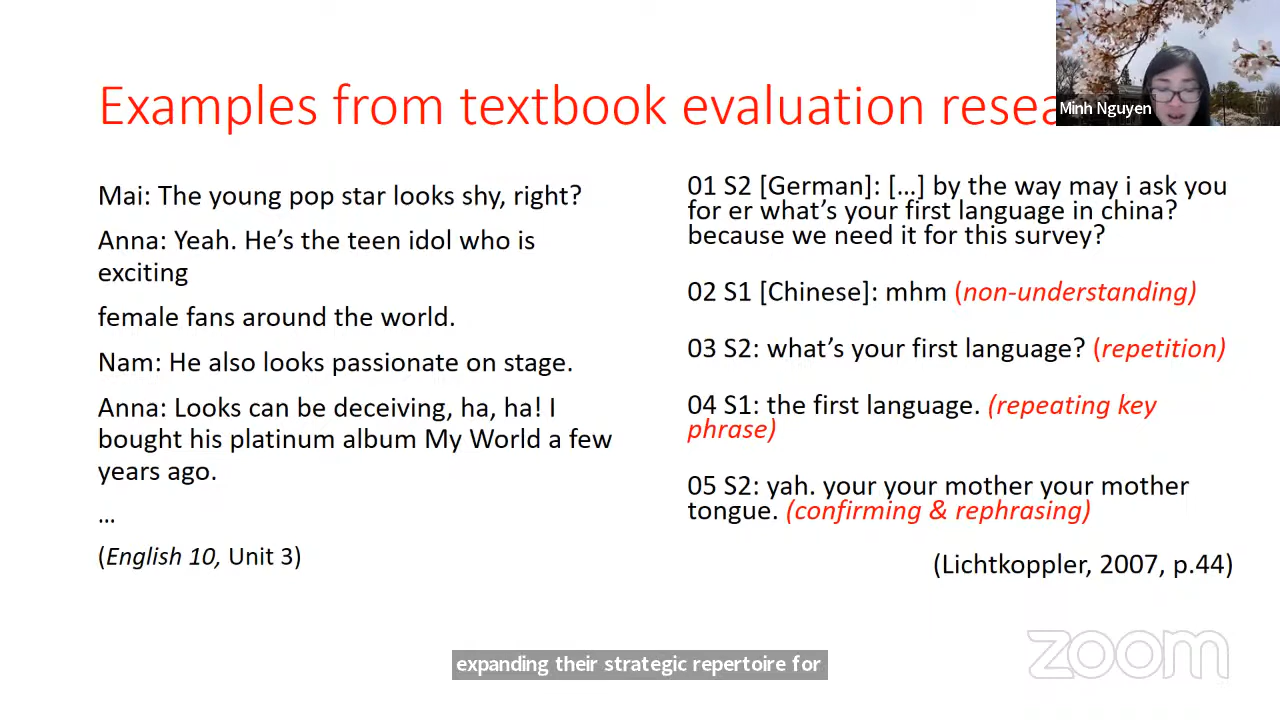 Examples from textbook evaluation resea
Minh Nguyen
Mai: The young pop star looks shy, right?
Anna: Yeah. He’s the teen idol who is
exciting
female fans around the world.
Nam: He also looks passionate on stage.
Anna: Looks can be deceiving, ha, ha! I
bought his platinum album My World a few
years ago.
…
(English 10, Unit 3)
01 S2 [German]: […] by the way may i ask you
for er what’s your first language in china?
because we need it for this survey?
02 S1 [Chinese]: mhm (non-understanding)
03 S2: what’s your first language? (repetition)
04 S1: the first language. (repeating key
phrase)
05 S2: yah. your your mother your mother
tongue. (confirming & rephrasing)
(Lichtkoppler, 2007, p.44)
expanding their strategic repertoire for
zoom